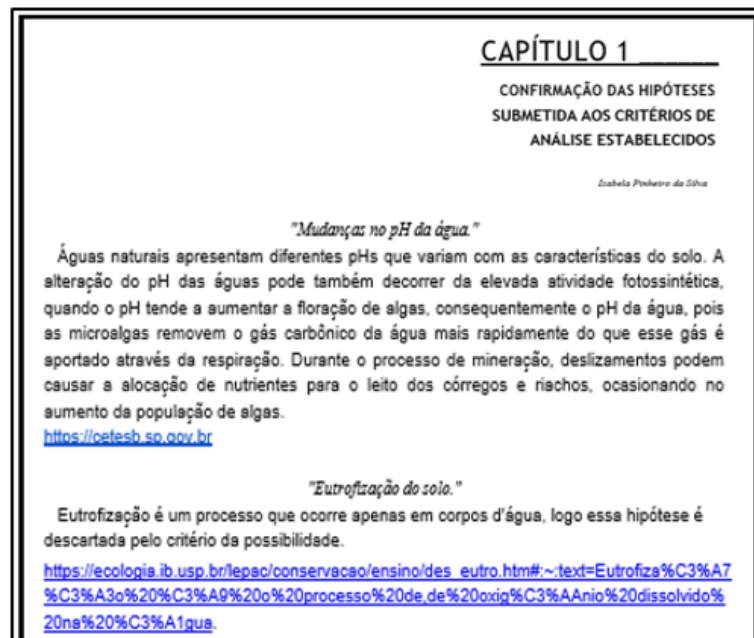 CAPÍTULO 1 ______
CONFIRMAÇÃO DAS HIPÓTESES
SUBMETIDA AOS CRITÉRIOS DE
ANÁLISE ESTABELECIDOS
Izabela Pinheiro da Silva
"Mudanças no pH da água."
Águas naturais apresentam diferentes pHs que variam com as características do solo. A
alteração do pH das águas pode também decorrer da elevada atividade fotossintética,
quando o pH tende a aumentar a floração de algas, consequentemente o pH da água, pois
as microalgas removem o gás carbônico da água mais rapidamente do que esse gás é
aportado através da respiração. Durante o processo de mineração, deslizamentos podem
causar a alocação de nutrientes para o leito dos córregos e riachos, ocasionando no
aumento da população de algas.
https://cetesb.sp.gov.br
"Eutrofização do solo."
Eutrofização é um processo que ocorre apenas em corpos d'água, logo essa hipótese é
descartada pelo critério da possibilidade.
https://ecologia.ib.usp.br/lepac/conservacao/ensino/des_eutro.htm#:~:text=Eutrofiza%C3%A7
%C3%A3o%20%C3%A9%20o%20processo%20de,de%20oxig%C3%AAnio%20dissolvido%
20na%20%C3%A1gua.